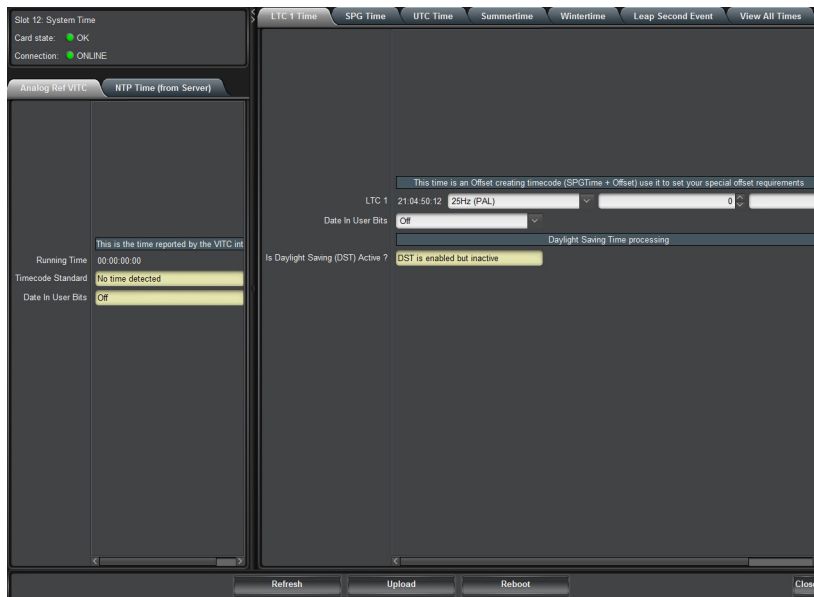 Slot 12: System Time
Card state: OK
Connection: ONLINE
Analog Ref VITC NTP Time (from Server)
This is the time reported by the VITC int
Running Time 00:00:00:00
Timecode Standard No time detected
Date In User Bits Off
LTC 1 Time SPG Time UTC Time Summertime Wintertime Leap Second Event View All Times
This time is an Offset creating timecode (SPGTime + Offset) use it to set your special offset requirements
LTC 1 21:04:50:12 25Hz (PAL) 0
Date In User Bits Off
Daylight Saving Time processing
Is Daylight Saving (DST) Active ? DST is enabled but inactive
Refresh Upload Reboot Close